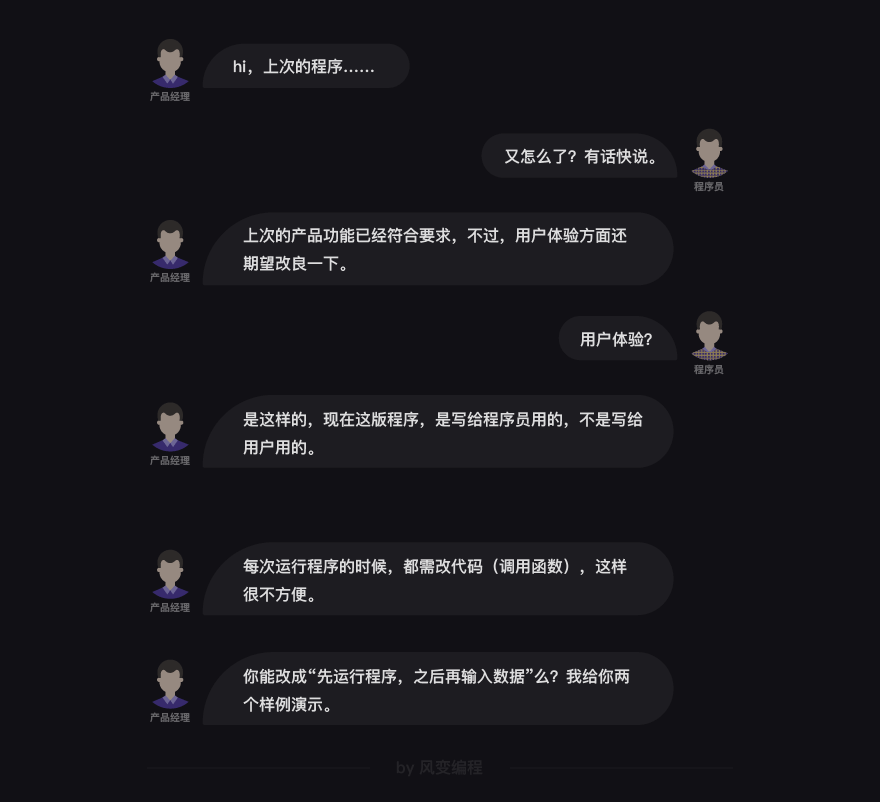 hi，上次的程序……
产品经理
又怎么了？有话快说。
程序员
上次的产品功能已经符合要求，不过，用户体验方面还
期望改良一下。
产品经理
用户体验？
程序员
是这样的，现在这版程序，是写给程序员用的，不是写给
用户用的。
产品经理
每次运行程序的时候，都需改代码（调用函数），这样
很不方便。
产品经理
你能改成“先运行程序，之后再输入数据”么？我给你两
个样例演示。
产品经理
by 风变编程